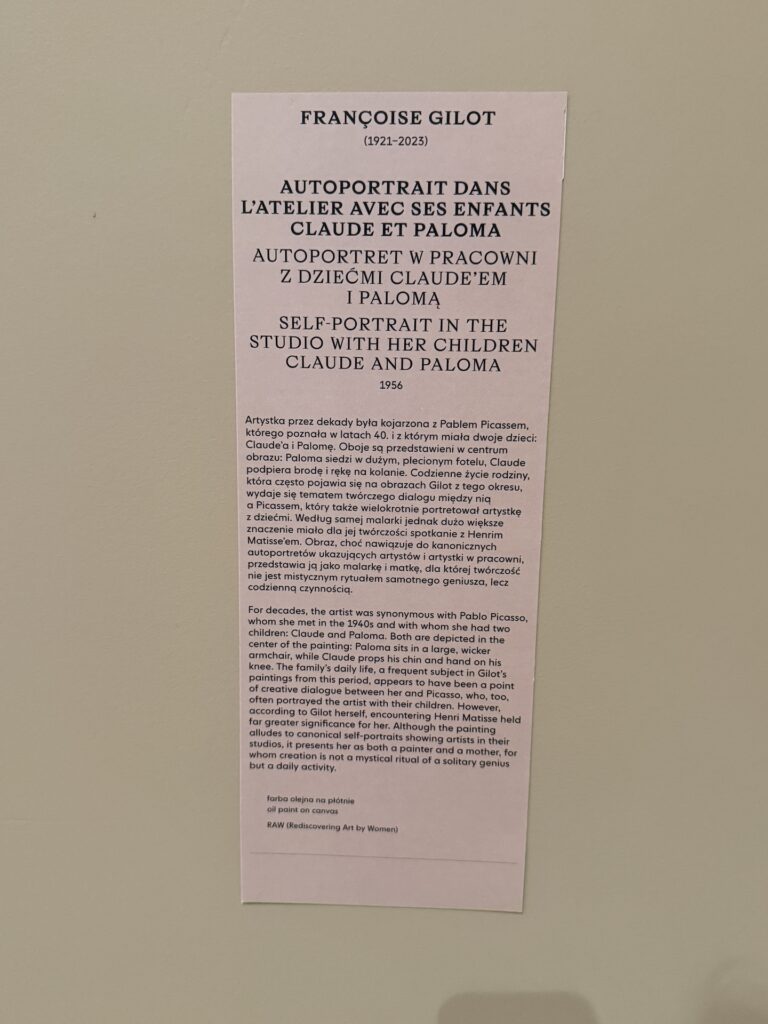 FRANÇOISE GILOT
(1921–2023)
AUTOPORTRAIT DANS
L'ATELIER AVEC SES ENFANTS
CLAUDE ET PALOMA
AUTOPORTRET W PRACOWNI
Z DZIEĆMI CLAUDE'EM
I PALOMĄ
SELF-PORTRAIT IN THE
STUDIO WITH HER CHILDREN
CLAUDE AND PALOMA
1956
Artystka przez dekady była kojarzona z Pablem Picassem,
którego poznała w latach 40. i z którym miała dwoje dzieci:
Claude'a i Palomę. Oboje są przedstawieni w centrum
obrazu: Paloma siedzi w dużym, plecionym fotelu, Claude
podpiera brodę i rękę na kolanie. Codzienne życie rodziny,
która często pojawia się na obrazach Gilot z tego okresu,
wydaje się tematem twórczego dialogu między nią
a Picassem, który także wielokrotnie portretował artystkę
z dziećmi. Według samej malarki jednak dużo większe
znaczenie miało dla jej twórczości spotkanie z Henrim
Matisse'em. Obraz, choć nawiązuje do kanonicznych
autoportretów ukazujących artystów i artystki w pracowni,
przedstawia ją jako malarkę i matkę, dla której twórczość
nie jest mistycznym rytuałem samotnego geniusza, lecz
codzienną czynnością.
For decades, the artist was synonymous with Pablo Picasso,
whom she met in the 1940s and with whom she had two
children: Claude and Paloma. Both are depicted in the
center of the painting: Paloma sits in a large, wicker
armchair, while Claude props his chin and hand on his
knee. The family's daily life, a frequent subject in Gilot's
paintings from this period, appears to have been a point
of creative dialogue between her and Picasso, who, too,
often portrayed the artist with their children. However,
according to Gilot herself, encountering Henri Matisse held
far greater significance for her. Although the painting
alludes to canonical self-portraits showing artists in their
studios, it presents her as both a painter and a mother, for
whom creation is not a mystical ritual of a solitary genius
but a daily activity.
farba olejna na płótnie
oil paint on canvas
RAW (Rediscovering Art by Women)